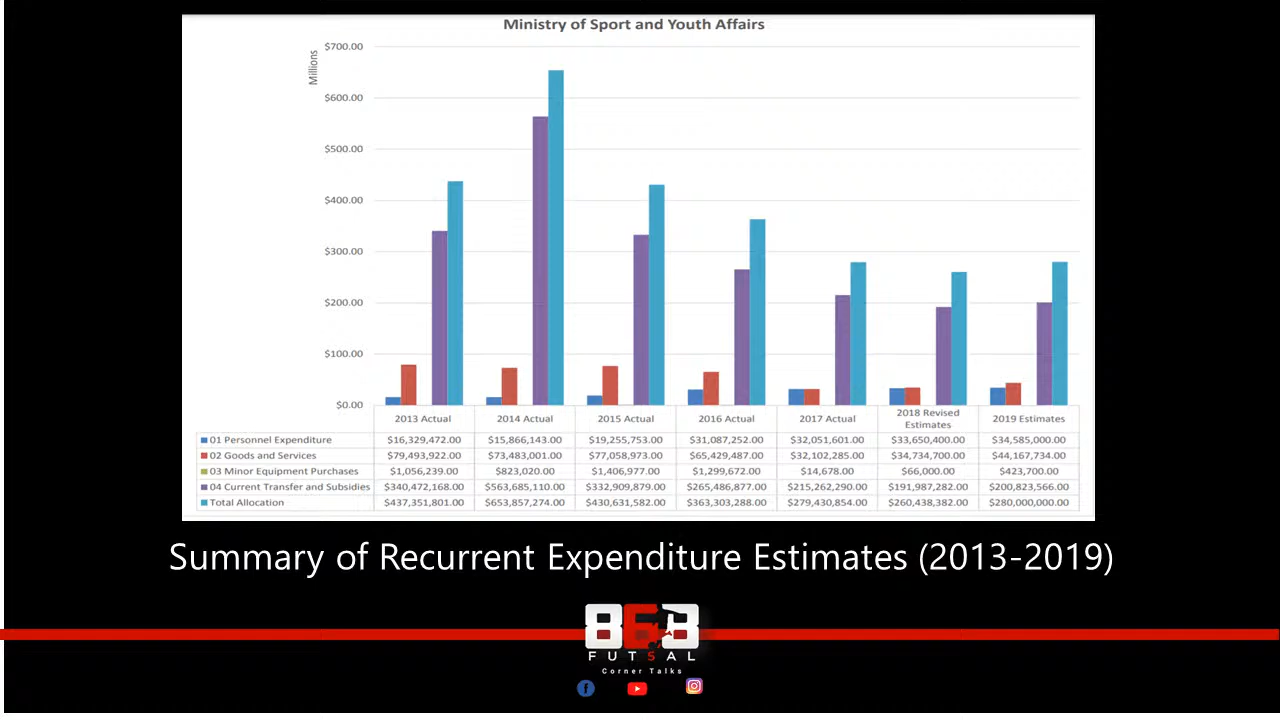 Ministry of Sport and Youth Affairs
Millions
$700.00
$600.00
$500.00
$400.00
$300.00
$200.00
$100.00
$0.00
2013 Actual 2014 Actual 2015 Actual 2016 Actual 2017 Actual 2018 Revised Estimates 2019 Estimates
01 Personnel Expenditure $16,329,472.00 $15,866,143.00 $19,255,753.00 $31,087,252.00 $32,051,601.00 $33,650,400.00 $34,585,000.00
02 Goods and Services $79,493,922.00 $73,483,001.00 $77,058,973.00 $65,429,487.00 $32,102,285.00 $34,734,700.00 $44,167,734.00
03 Minor Equipment Purchases $1,056,239.00 $823,020.00 $1,406,977.00 $1,299,672.00 $14,678.00 $66,000.00 $423,700.00
04 Current Transfer and Subsidies $340,472,168.00 $563,685,110.00 $332,909,879.00 $265,486,877.00 $215,262,290.00 $191,987,282.00 $200,823,566.00
Total Allocation $437,351,801.00 $653,857,274.00 $430,631,582.00 $363,303,288.00 $279,430,854.00 $260,438,382.00 $280,000,000.00
Summary of Recurrent Expenditure Estimates (2013-2019)
868
FUTSAL
Corner Talks